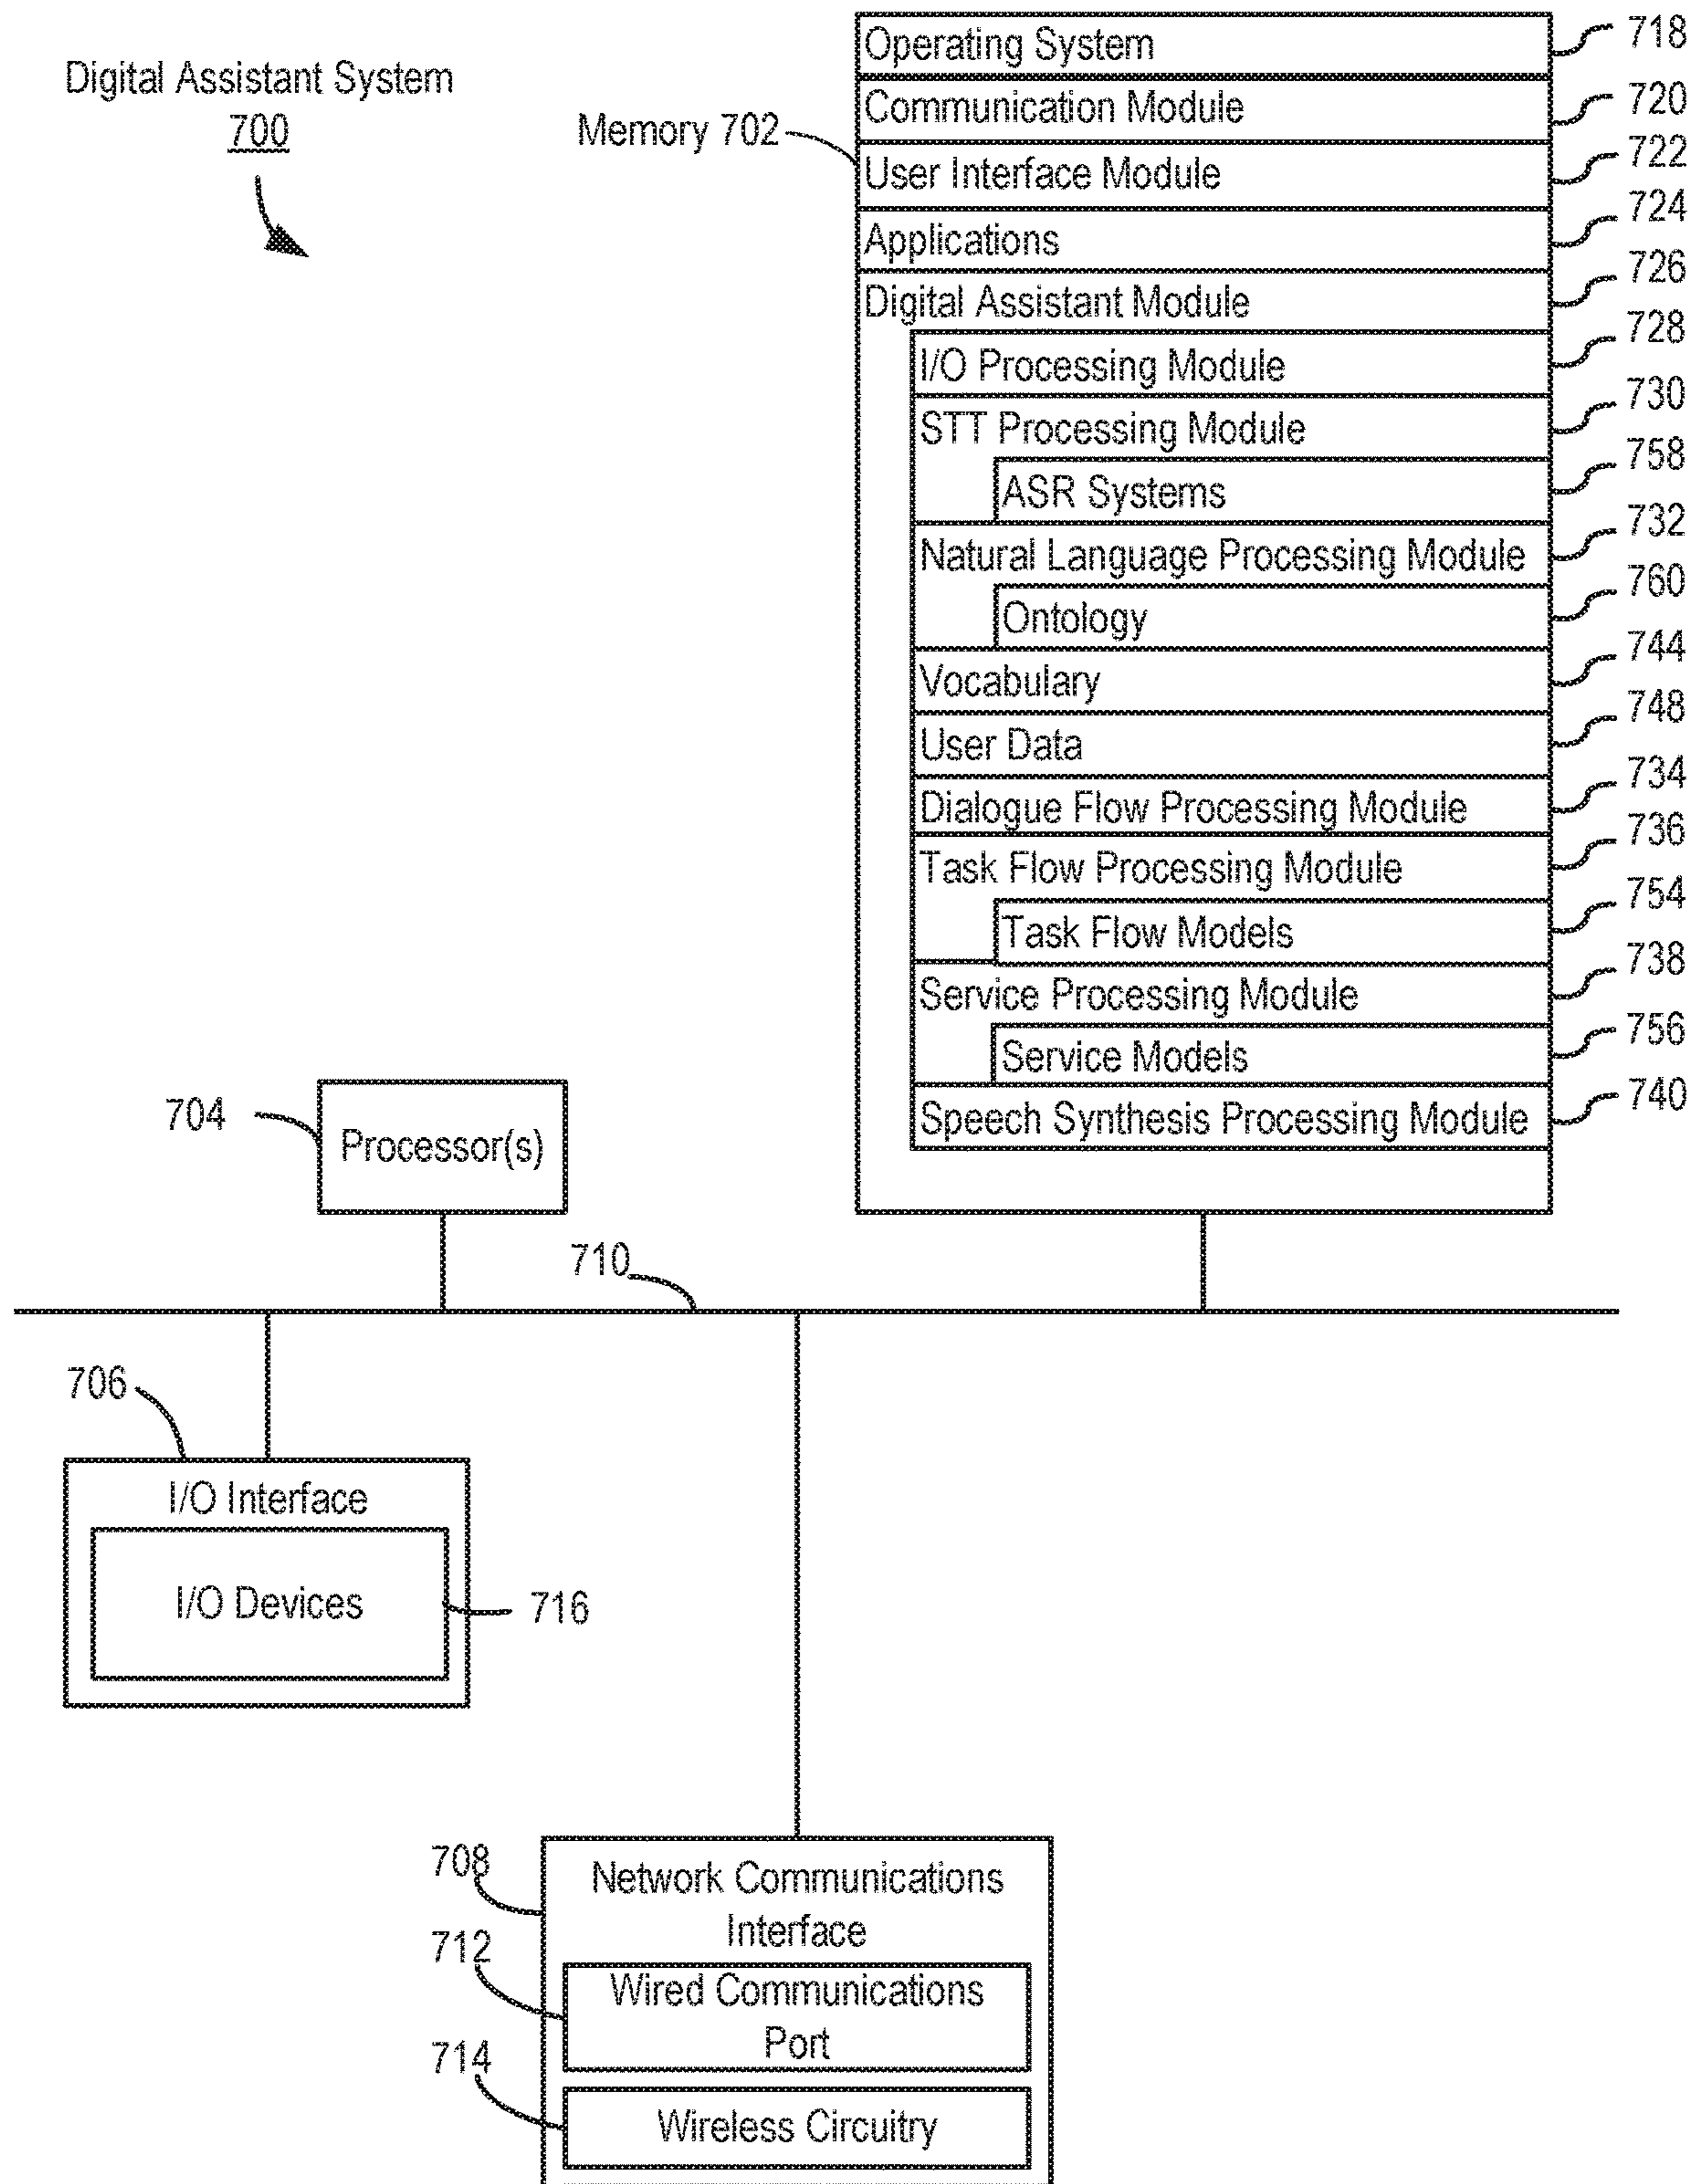 Digital Assistant System
700
Memory 702
Operating System 718
Communication Module 720
User Interface Module 722
Applications 724
Digital Assistant Module 726
I/O Processing Module 728
STT Processing Module 730
ASR Systems 758
Natural Language Processing Module 732
Ontology 760
Vocabulary 744
User Data 748
Dialogue Flow Processing Module 734
Task Flow Processing Module 736
Task Flow Models 754
Service Processing Module 738
Service Models 756
Speech Synthesis Processing Module 740
704
Processor(s)
710
706
I/O Interface
I/O Devices
716
708
Network Communications
Interface
712
Wired Communications
Port
714
Wireless Circuitry